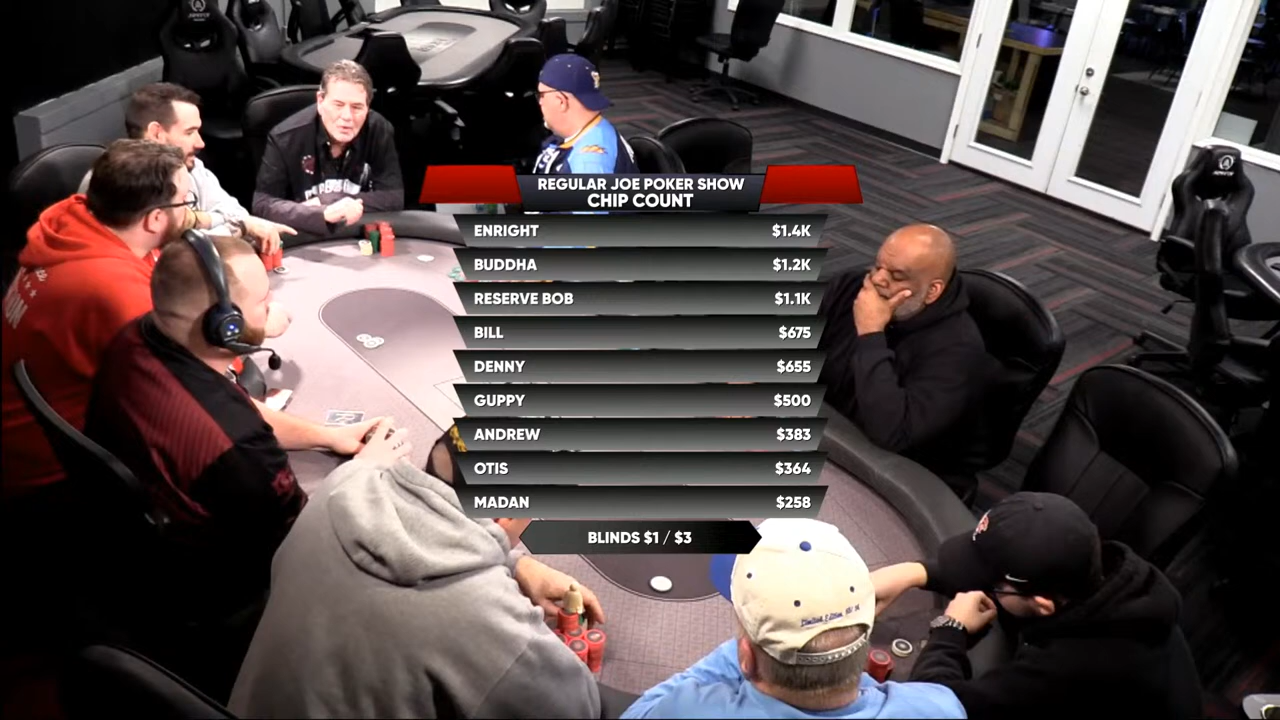 REGULAR JOE POKER SHOW
CHIP COUNT
ENRIGHT $1.4K
BUDDHA $1.2K
RESERVE BOB $1.1K
BILL $675
DENNY $655
GUPPY $500
ANDREW $383
OTIS $364
MADAN $258
BLINDS $1 / $3